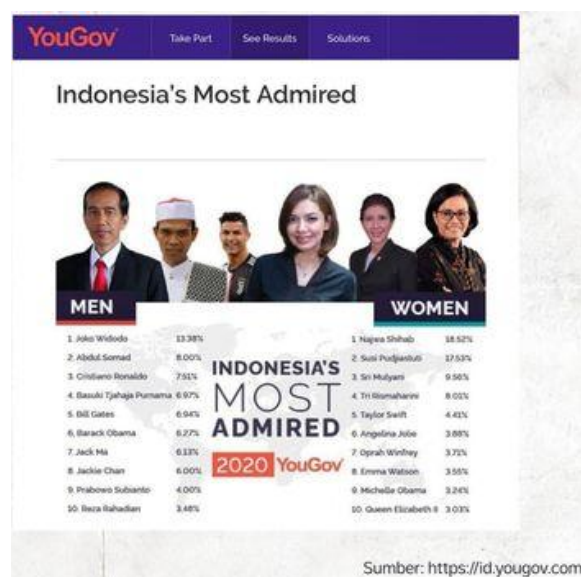 YouGov Take Part See Results Solutions
Indonesia's Most Admired
MEN
1. Joko Widodo 13.38%
2. Abdul Somad 8.00%
3. Cristiano Ronaldo 7.51%
4. Basuki Tjahaja Purnama 6.97%
5. Bill Gates 6.94%
6. Barack Obama 6.27%
7. Jack Ma 6.13%
8. Jackie Chan 6.00%
9. Prabowo Subianto 4.00%
10. Reza Rahadian 3.46%
INDONESIA'S
MOST
ADMIRED
2020 YouGov
WOMEN
1. Najwa Shihab 18.52%
2. Susi Pudjiastuti 17.53%
3. Sri Mulyani 9.56%
4. Tri Rismaharini 8.01%
5. Taylor Swift 4.41%
6. Angelina Jolie 3.88%
7. Oprah Winfrey 3.71%
8. Emma Watson 3.55%
9. Michelle Obama 3.24%
10. Queen Elizabeth II 3.03%
Sumber: https://id.yougov.com